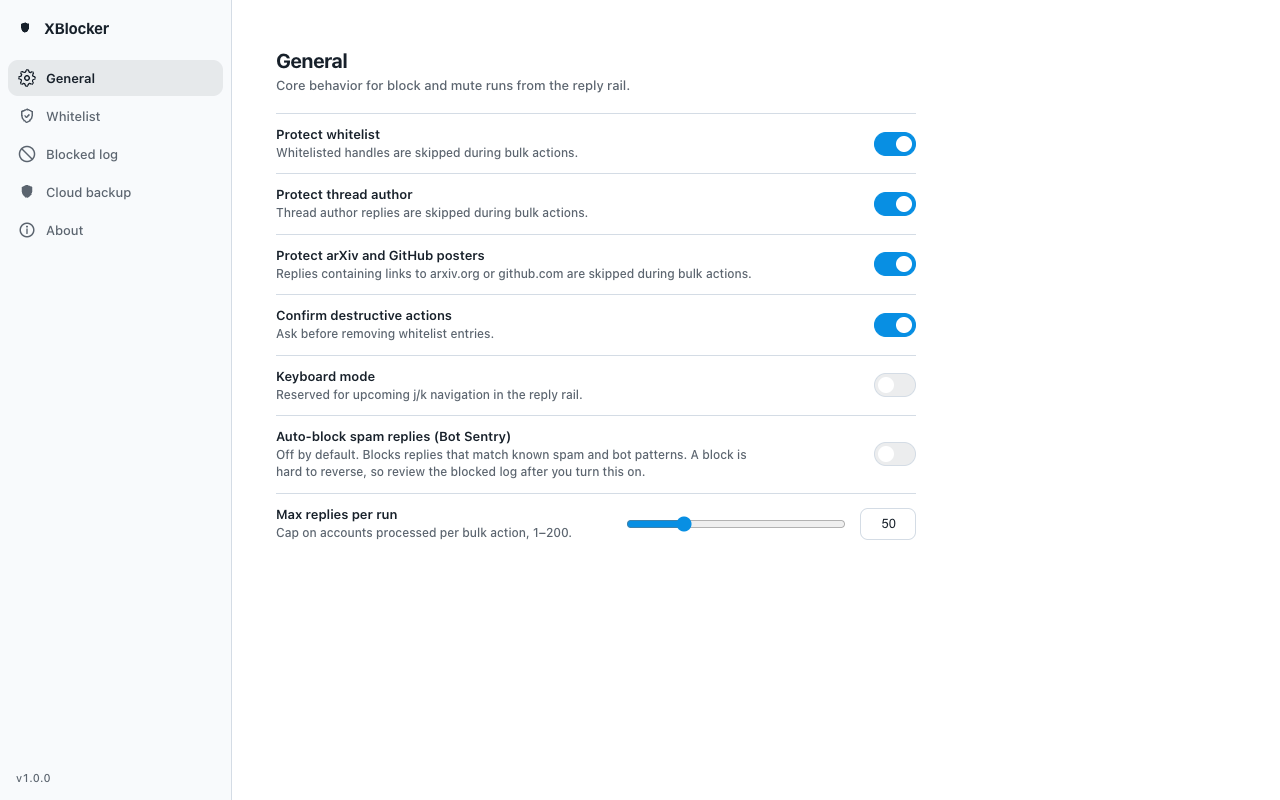 XBlocker
General
Whitelist
Blocked log
Cloud backup
About
v1.0.0
General
Core behavior for block and mute runs from the reply rail.
Protect whitelist
Whitelisted handles are skipped during bulk actions.
Protect thread author
Thread author replies are skipped during bulk actions.
Protect arXiv and GitHub posters
Replies containing links to arxiv.org or github.com are skipped during bulk actions.
Confirm destructive actions
Ask before removing whitelist entries.
Keyboard mode
Reserved for upcoming j/k navigation in the reply rail.
Auto-block spam replies (Bot Sentry)
Off by default. Blocks replies that match known spam and bot patterns. A block is
hard to reverse, so review the blocked log after you turn this on.
Max replies per run
Cap on accounts processed per bulk action, 1–200.
50